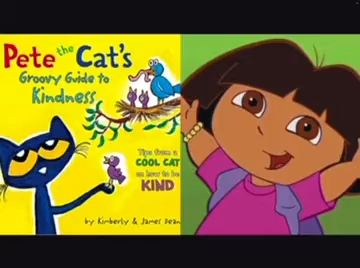 Pete the Cat's
Groovy Guide to
Kindness
Tips from a
COOL CAT
on how to be
KIND
by Kimberly & James Dean